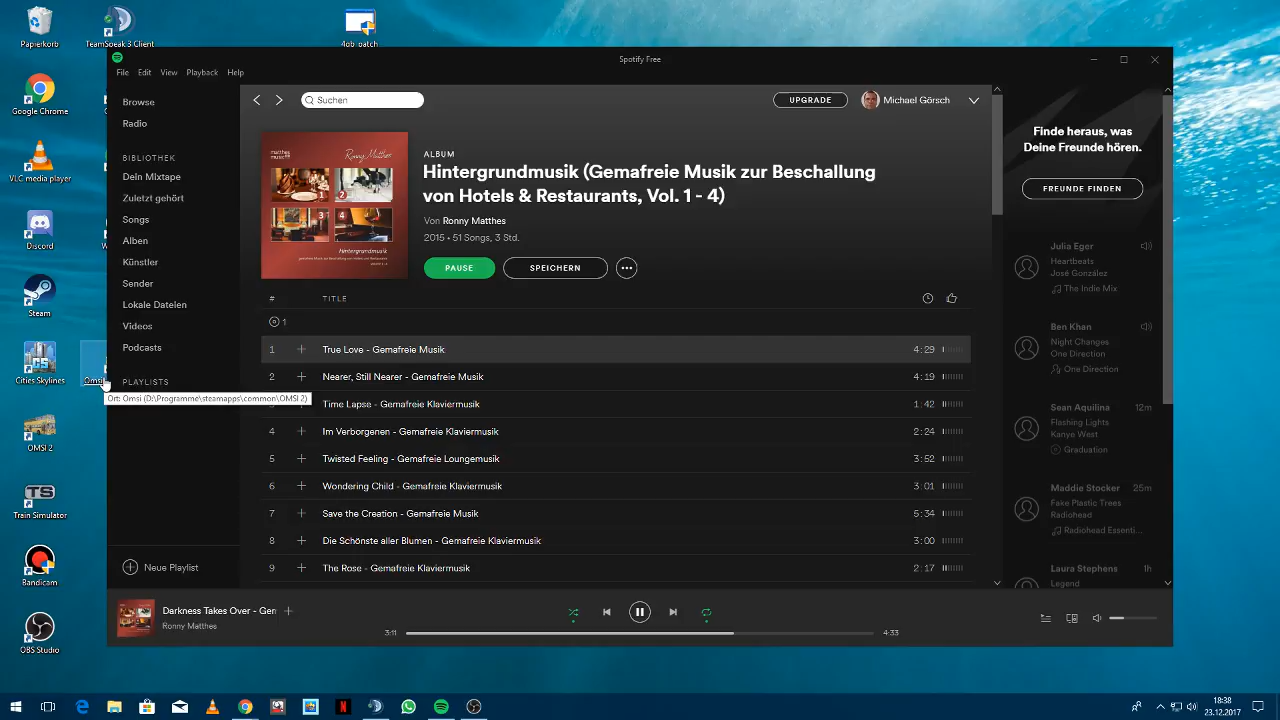 Papierkorb
TeamSpeak 3 Client
4gb patch
Google Chrome
VLC media player
Discord
Steam
Cities Skylines
OMSI 2
Train Simulator
Bandicam
OBS Studio
Spotify Free
File Edit View Playback Help
Browse
Radio
BIBLIOTHEK
Dein Mixtape
Zuletzt gehört
Songs
Alben
Künstler
Sender
Lokale Dateien
Videos
Podcasts
PLAYLISTS
Ort: Omsi (D:\Programme\steamapps\common\OMSI 2)
Neue Playlist
Suchen
UPGRADE
Michael Görsch
Ronny Matthes
1
2
3
4
Hintergrundmusik
ALBUM
Hintergrundmusik (Gemafreie Musik zur Beschallung
von Hotels & Restaurants, Vol. 1 - 4)
Von Ronny Matthes
2015 • 51 Songs, 3 Std.
PAUSE SPEICHERN
# TITLE
1
1 True Love - Gemafreie Musik 4:29
2 Nearer, Still Nearer - Gemafreie Musik 4:19
3 Time Lapse - Gemafreie Klaviermusik 1:42
4 Im Verborgenen - Gemafreie Klaviermusik 2:24
5 Twisted Feeling - Gemafreie Loungemusik 3:52
6 Wondering Child - Gemafreie Klaviermusik 3:01
7 Save the Creation - Gemafreie Musik 5:34
8 Die Schönste aller Blumen - Gemafreie Klaviermusik 3:00
9 The Rose - Gemafreie Klaviermusik 2:17
Finde heraus, was
Deine Freunde hören.
FREUNDE FINDEN
Julia Eger
Heartbeats
José González
The Indie Mix
Ben Khan
Night Changes
One Direction
One Direction
Sean Aquilina 12m
Flashing Lights
Kanye West
Graduation
Maddie Stocker 25m
Fake Plastic Trees
Radiohead
Radiohead Essenti...
Laura Stephens 1h
Legend
Darkness Takes Over - Gem
Ronny Matthes
3:11
4:33
18:38
23.12.2017